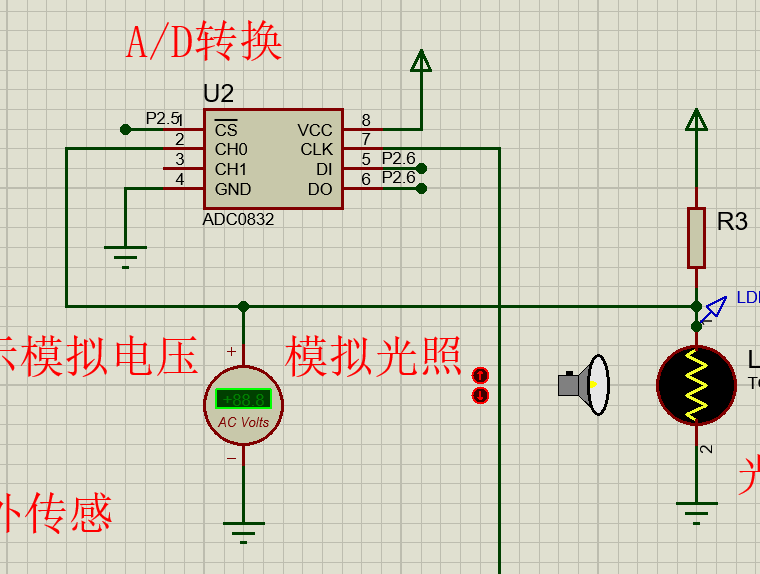 A/D转换
U2
P2.5
1
2
3
4
CS
CH0
CH1
GND
VCC
CLK
DI
DO
8
7
5
6
P2.6
P2.6
ADC0832
R3
LD
模拟电压
模拟光照
+88.8
AC Volts
+
−
1
2
L
外传感